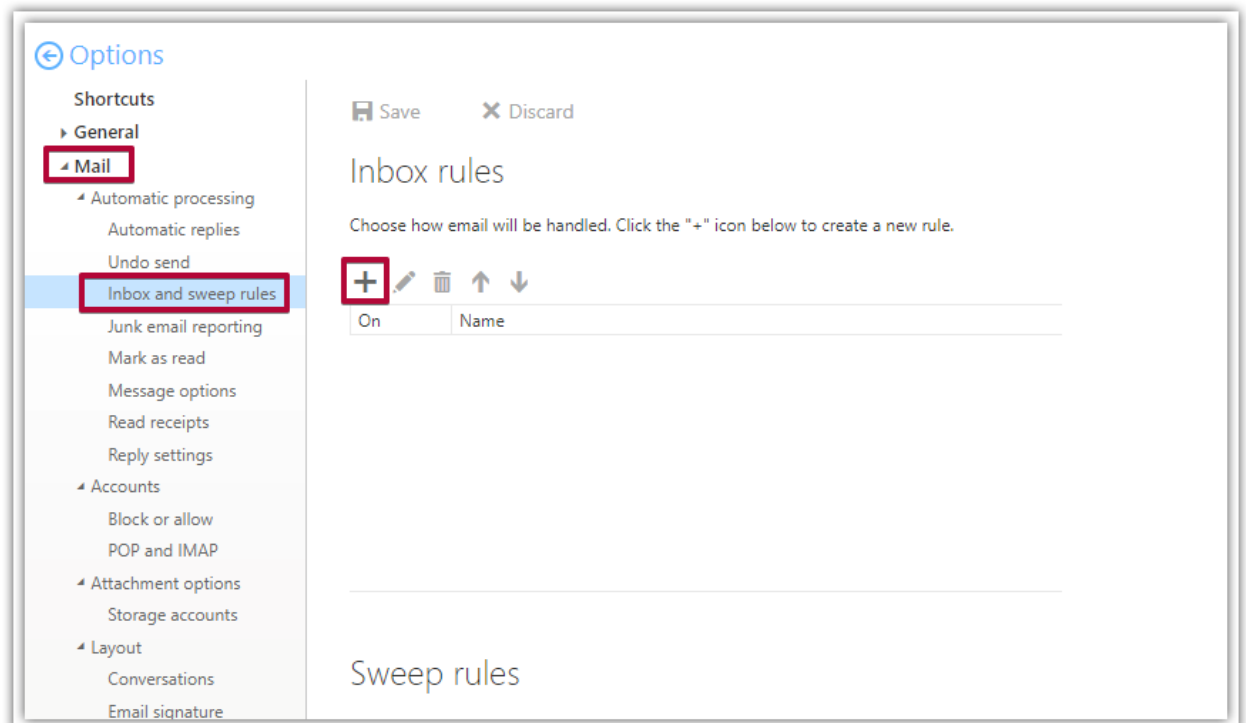 Options
Shortcuts
General
Mail
Automatic processing
Automatic replies
Undo send
Inbox and sweep rules
Junk email reporting
Mark as read
Message options
Read receipts
Reply settings
Accounts
Block or allow
POP and IMAP
Attachment options
Storage accounts
Layout
Conversations
Email signature
Save Discard
Inbox rules
Choose how email will be handled. Click the "+" icon below to create a new rule.
On Name
Sweep rules